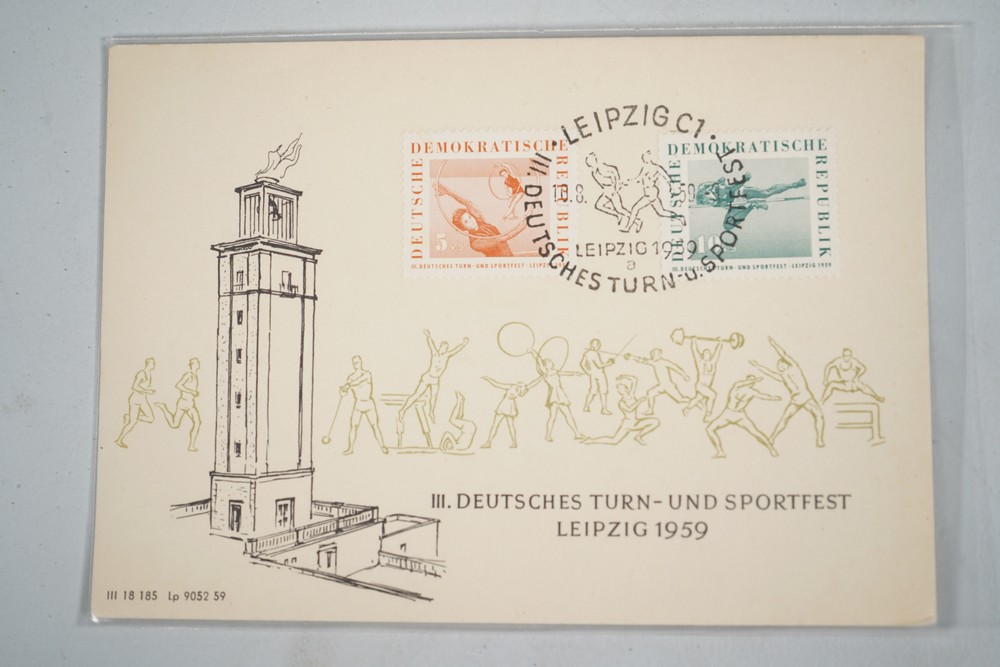 DEUTSCHE DEMOKRATISCHE REPUBLIK
5
III. DEUTSCHES TURN-UND SPORTFEST · LEIPZIG
DEUTSCHE DEMOKRATISCHE REPUBLIK
10
III. DEUTSCHES TURN-UND SPORTFEST · LEIPZIG 1959
· LEIPZIG C1 ·
59
LEIPZIG 1959
a
III. DEUTSCHES TURN-u. SPORTFEST
III. DEUTSCHES TURN- UND SPORTFEST
LEIPZIG 1959
III 18 185 Lp 9052 59